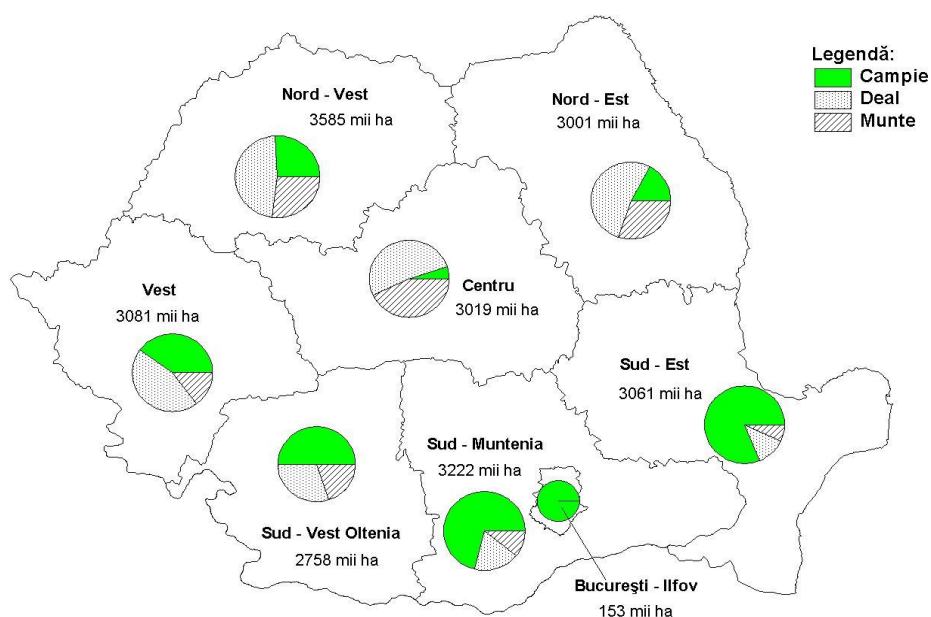 Legendă:
Campie
Deal
Munte
Nord - Vest
3585 mii ha
Nord - Est
3001 mii ha
Vest
3081 mii ha
Centru
3019 mii ha
Sud - Est
3061 mii ha
Sud - Muntenia
3222 mii ha
Sud - Vest Oltenia
2758 mii ha
Bucureşti - Ilfov
153 mii ha